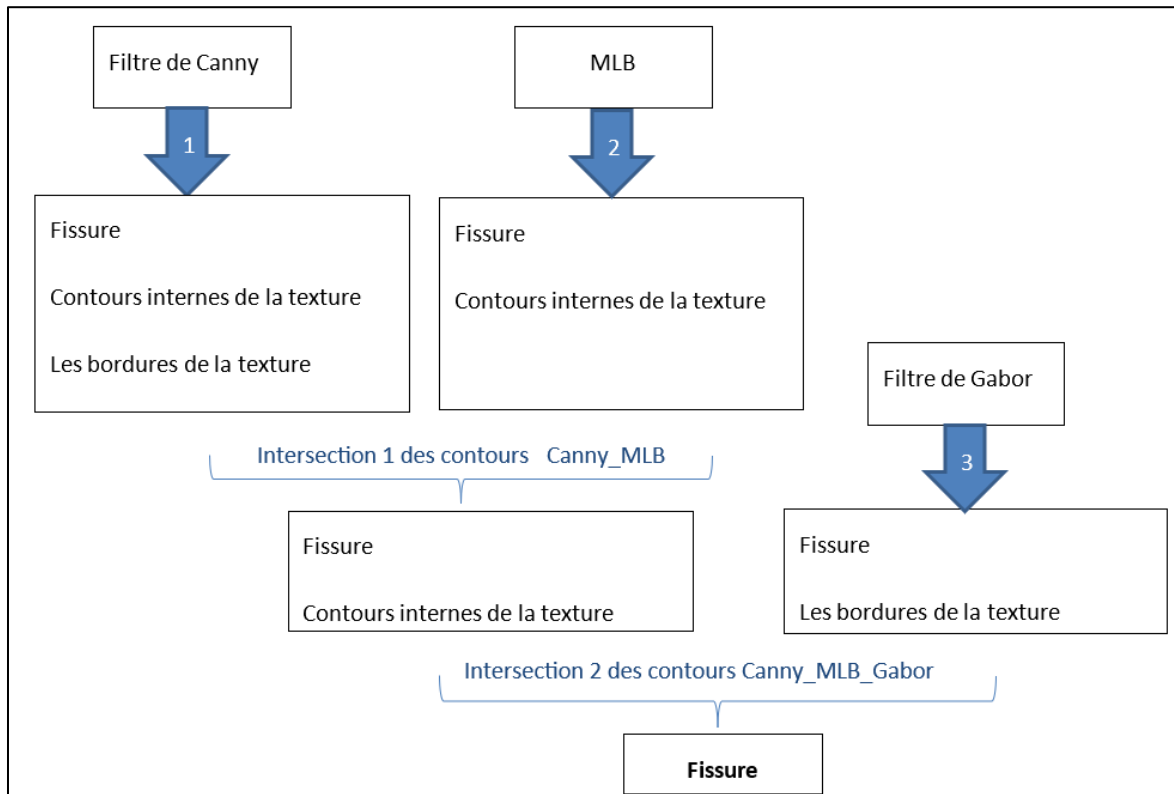 Filtre de Canny
MLB
1
2
Fissure
Contours internes de la texture
Les bordures de la texture
Fissure
Contours internes de la texture
Filtre de Gabor
3
Intersection 1 des contours Canny_MLB
Fissure
Contours internes de la texture
Fissure
Les bordures de la texture
Intersection 2 des contours Canny_MLB_Gabor
Fissure